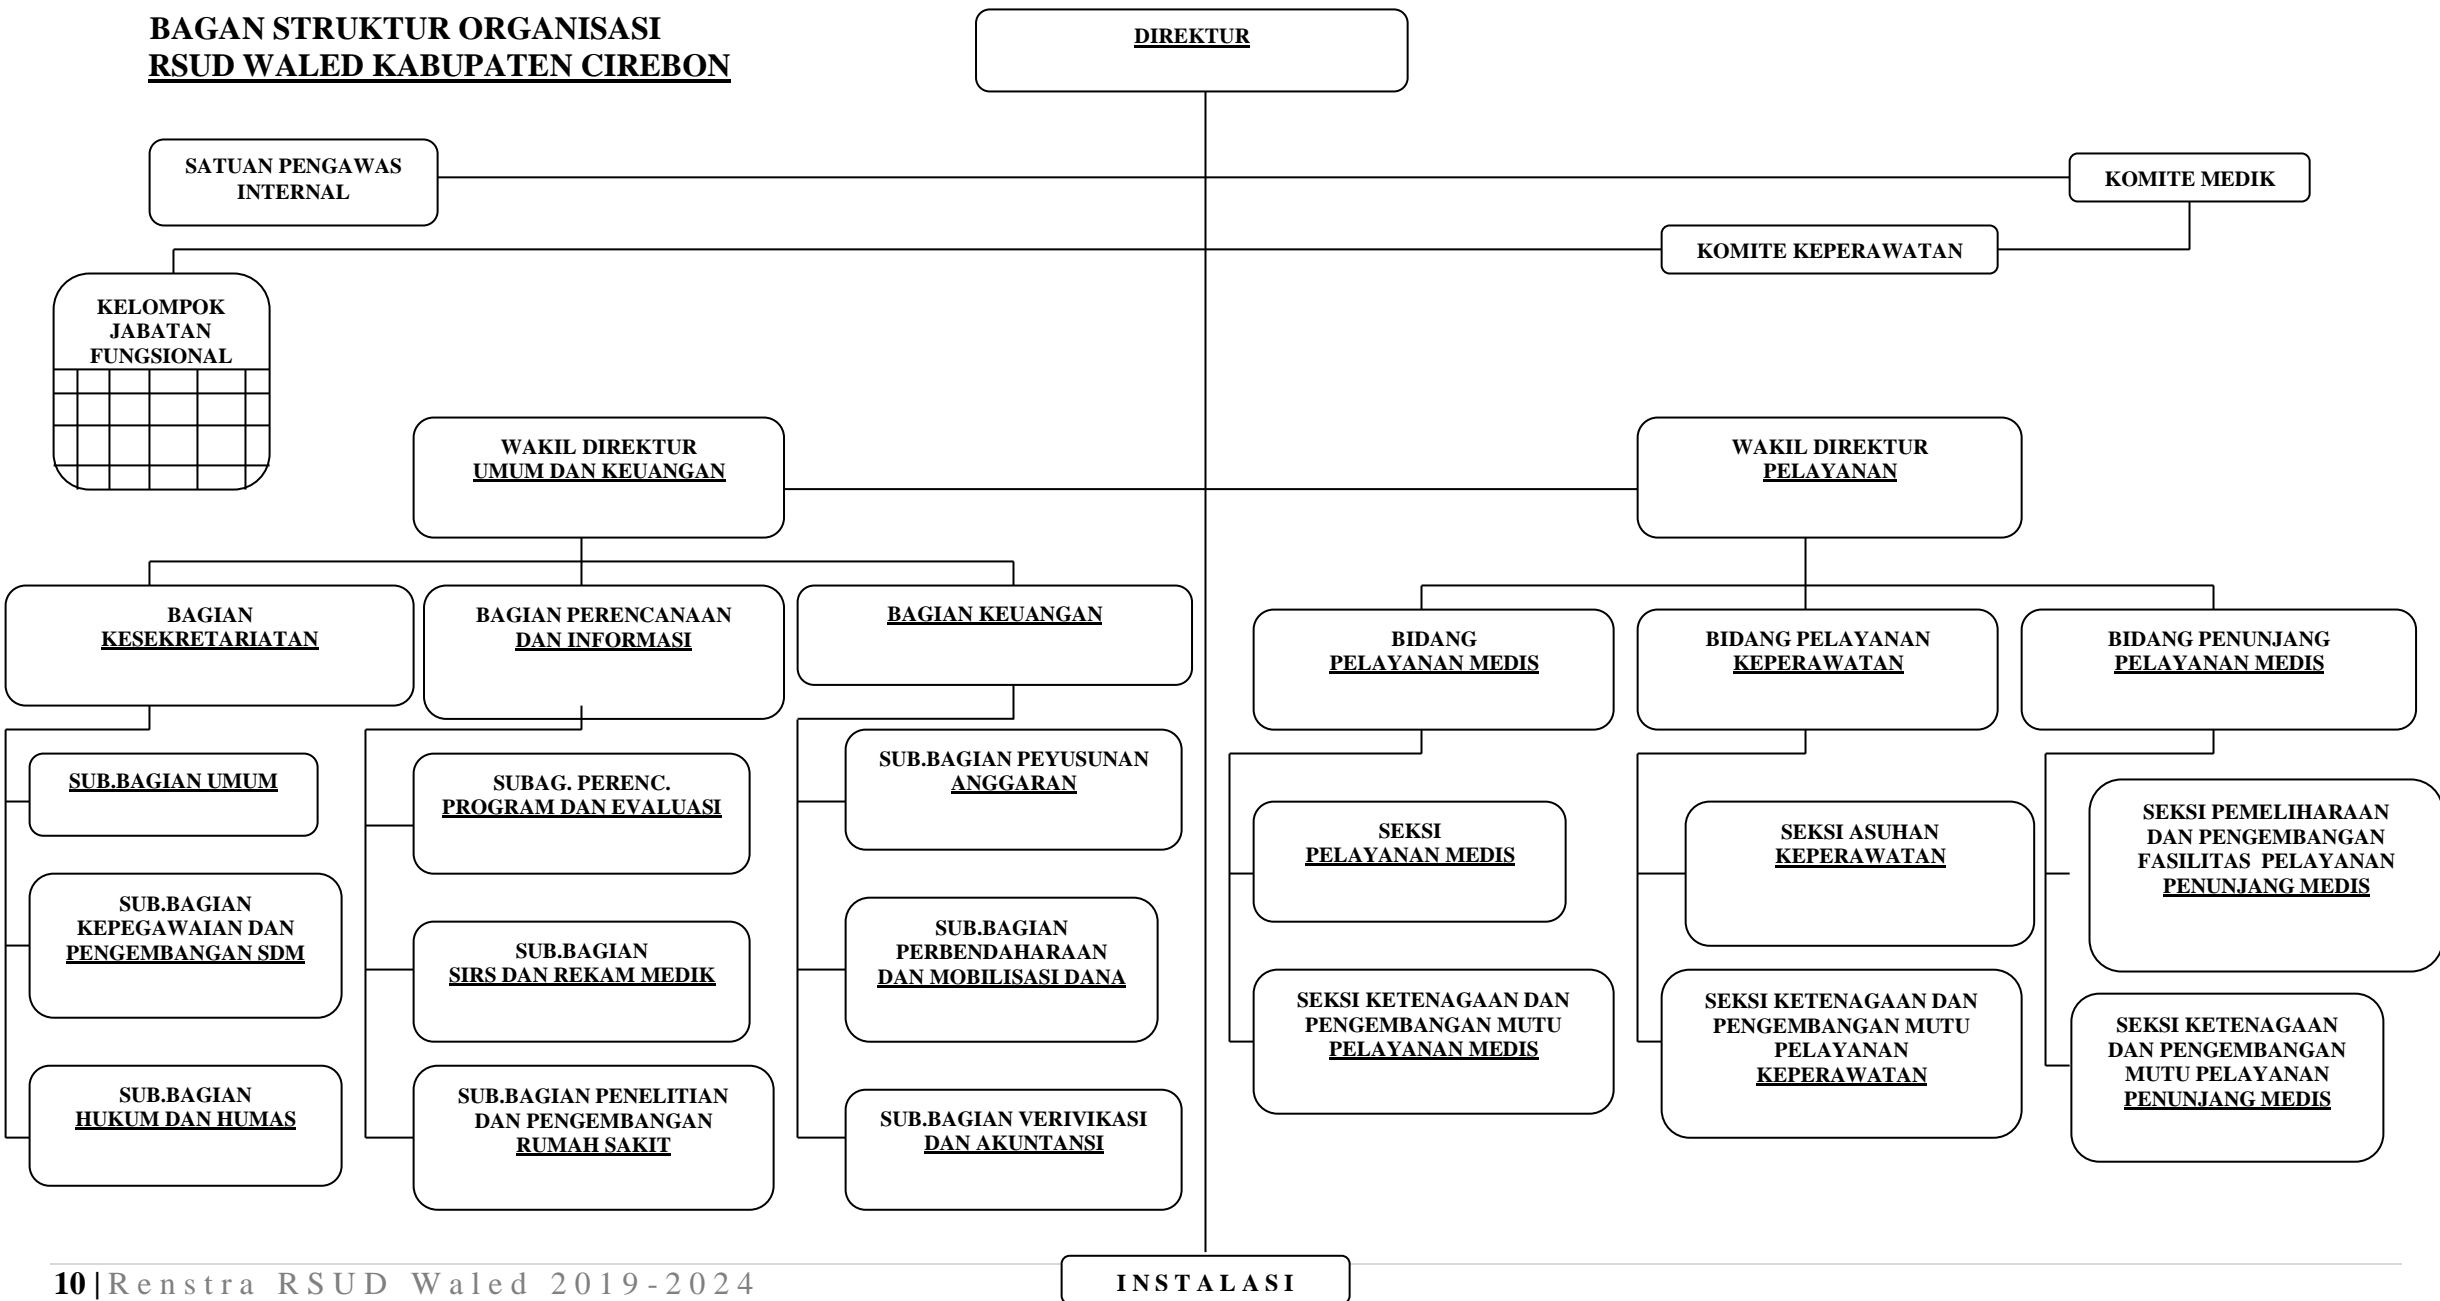 BAGAN STRUKTUR ORGANISASI
RSUD WALED KABUPATEN CIREBON
DIREKTUR
SATUAN PENGAWAS
INTERNAL
KOMITE MEDIK
KOMITE KEPERAWATAN
KELOMPOK
JABATAN
FUNGSIONAL
WAKIL DIREKTUR
UMUM DAN KEUANGAN
WAKIL DIREKTUR
PELAYANAN
BAGIAN
KESEKRETARIATAN
BAGIAN PERENCANAAN
DAN INFORMASI
BAGIAN KEUANGAN
BIDANG
PELAYANAN MEDIS
BIDANG PELAYANAN
KEPERAWATAN
BIDANG PENUNJANG
PELAYANAN MEDIS
SUB.BAGIAN UMUM
SUB.BAGIAN
KEPEGAWAIAN DAN
PENGEMBANGAN SDM
SUB.BAGIAN
HUKUM DAN HUMAS
SUBAG. PERENC.
PROGRAM DAN EVALUASI
SUB.BAGIAN
SIRS DAN REKAM MEDIK
SUB.BAGIAN PENELITIAN
DAN PENGEMBANGAN
RUMAH SAKIT
SUB.BAGIAN PEYUSUNAN
ANGGARAN
SUB.BAGIAN
PERBENDAHARAAN
DAN MOBILISASI DANA
SUB.BAGIAN VERIVIKASI
DAN AKUNTANSI
SEKSI
PELAYANAN MEDIS
SEKSI KETENAGAAN DAN
PENGEMBANGAN MUTU
PELAYANAN MEDIS
SEKSI ASUHAN
KEPERAWATAN
SEKSI KETENAGAAN DAN
PENGEMBANGAN MUTU
PELAYANAN
KEPERAWATAN
SEKSI PEMELIHARAAN
DAN PENGEMBANGAN
FASILITAS  PELAYANAN
PENUNJANG MEDIS
SEKSI KETENAGAAN
DAN PENGEMBANGAN
MUTU PELAYANAN
PENUNJANG MEDIS
INSTALASI
10 | Renstra RSUD Waled 2019-2024